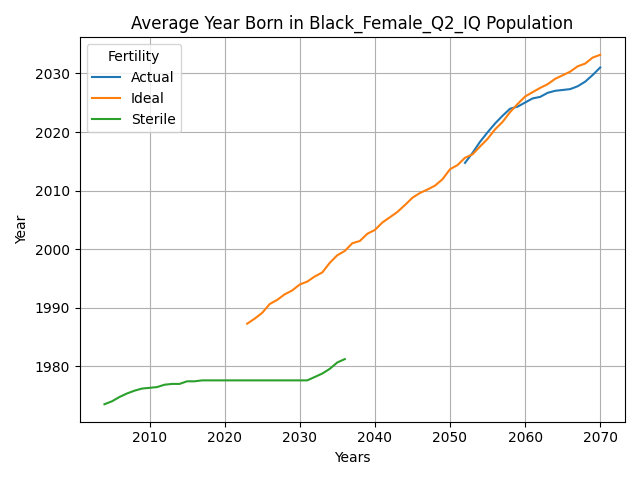 Average Year Born in Black_Female_Q2_IQ Population
Fertility
Actual
Ideal
Sterile
Year
2030
2020
2010
2000
1990
1980
2010 2020 2030 2040 2050 2060 2070
Years